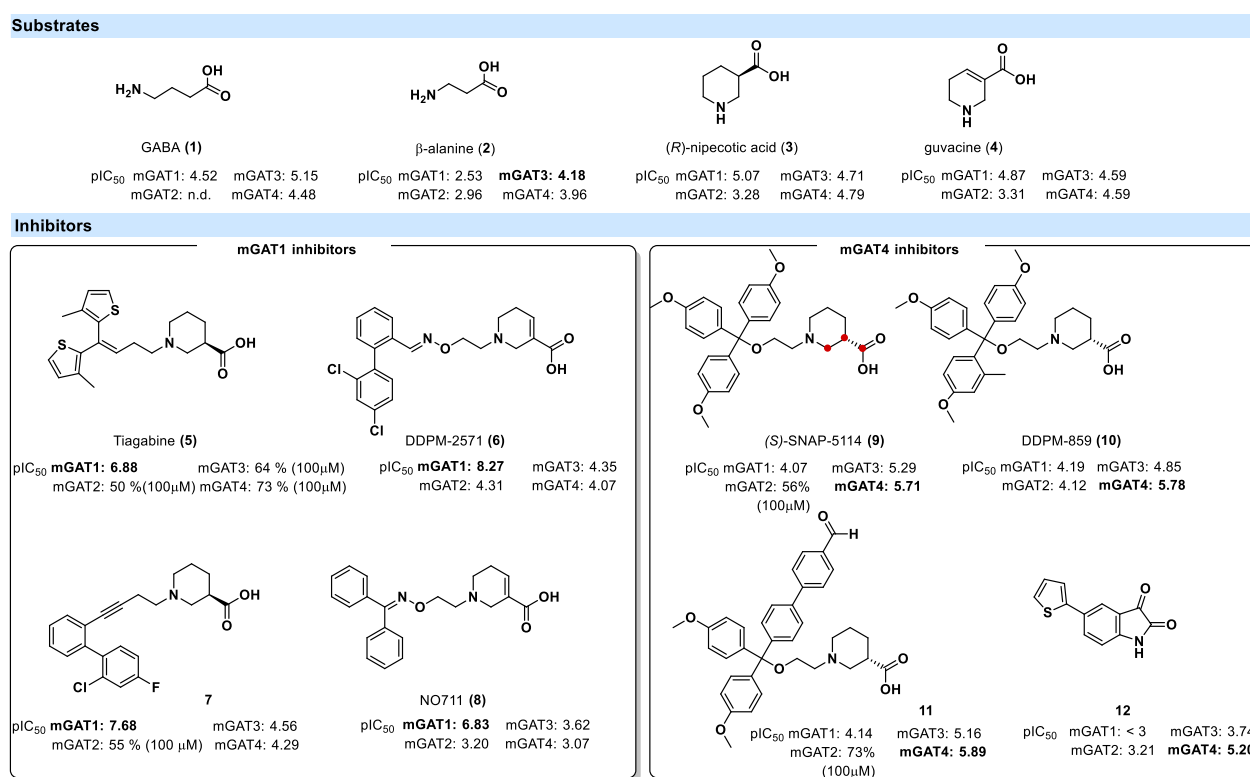 Substrates
H₂N OH O
H₂N OH O
O OH N H
O OH N H
GABA (1)
β-alanine (2)
(R)-nipecotic acid (3)
guvacine (4)
pIC₅₀ mGAT1: 4.52 mGAT3: 5.15
mGAT2: n.d. mGAT4: 4.48
pIC₅₀ mGAT1: 2.53 mGAT3: 4.18
mGAT2: 2.96 mGAT4: 3.96
pIC₅₀ mGAT1: 5.07 mGAT3: 4.71
mGAT2: 3.28 mGAT4: 4.79
pIC₅₀ mGAT1: 4.87 mGAT3: 4.59
mGAT2: 3.31 mGAT4: 4.59
Inhibitors
mGAT1 inhibitors
S S N OH O
Cl Cl N O N O OH
Tiagabine (5)
DDPM-2571 (6)
pIC₅₀ mGAT1: 6.88 mGAT3: 64 % (100μM)
mGAT2: 50 %(100μM) mGAT4: 73 % (100μM)
pIC₅₀ mGAT1: 8.27 mGAT3: 4.35
mGAT2: 4.31 mGAT4: 4.07
N OH O Cl F
N O N OH O
7
NO711 (8)
pIC₅₀ mGAT1: 7.68 mGAT3: 4.56
mGAT2: 55 % (100 μM) mGAT4: 4.29
pIC₅₀ mGAT1: 6.83 mGAT3: 3.62
mGAT2: 3.20 mGAT4: 3.07
mGAT4 inhibitors
O O O O N O OH
O O O O N O OH
(S)-SNAP-5114 (9)
DDPM-859 (10)
pIC₅₀ mGAT1: 4.07 mGAT3: 5.29
mGAT2: 56% mGAT4: 5.71
(100μM)
pIC₅₀ mGAT1: 4.19 mGAT3: 4.85
mGAT2: 4.12 mGAT4: 5.78
O H O O O N O OH
S O O N H
11
12
pIC₅₀ mGAT1: 4.14 mGAT3: 5.16
mGAT2: 73% mGAT4: 5.89
(100μM)
pIC₅₀ mGAT1: < 3 mGAT3: 3.74
mGAT2: 3.21 mGAT4: 5.20